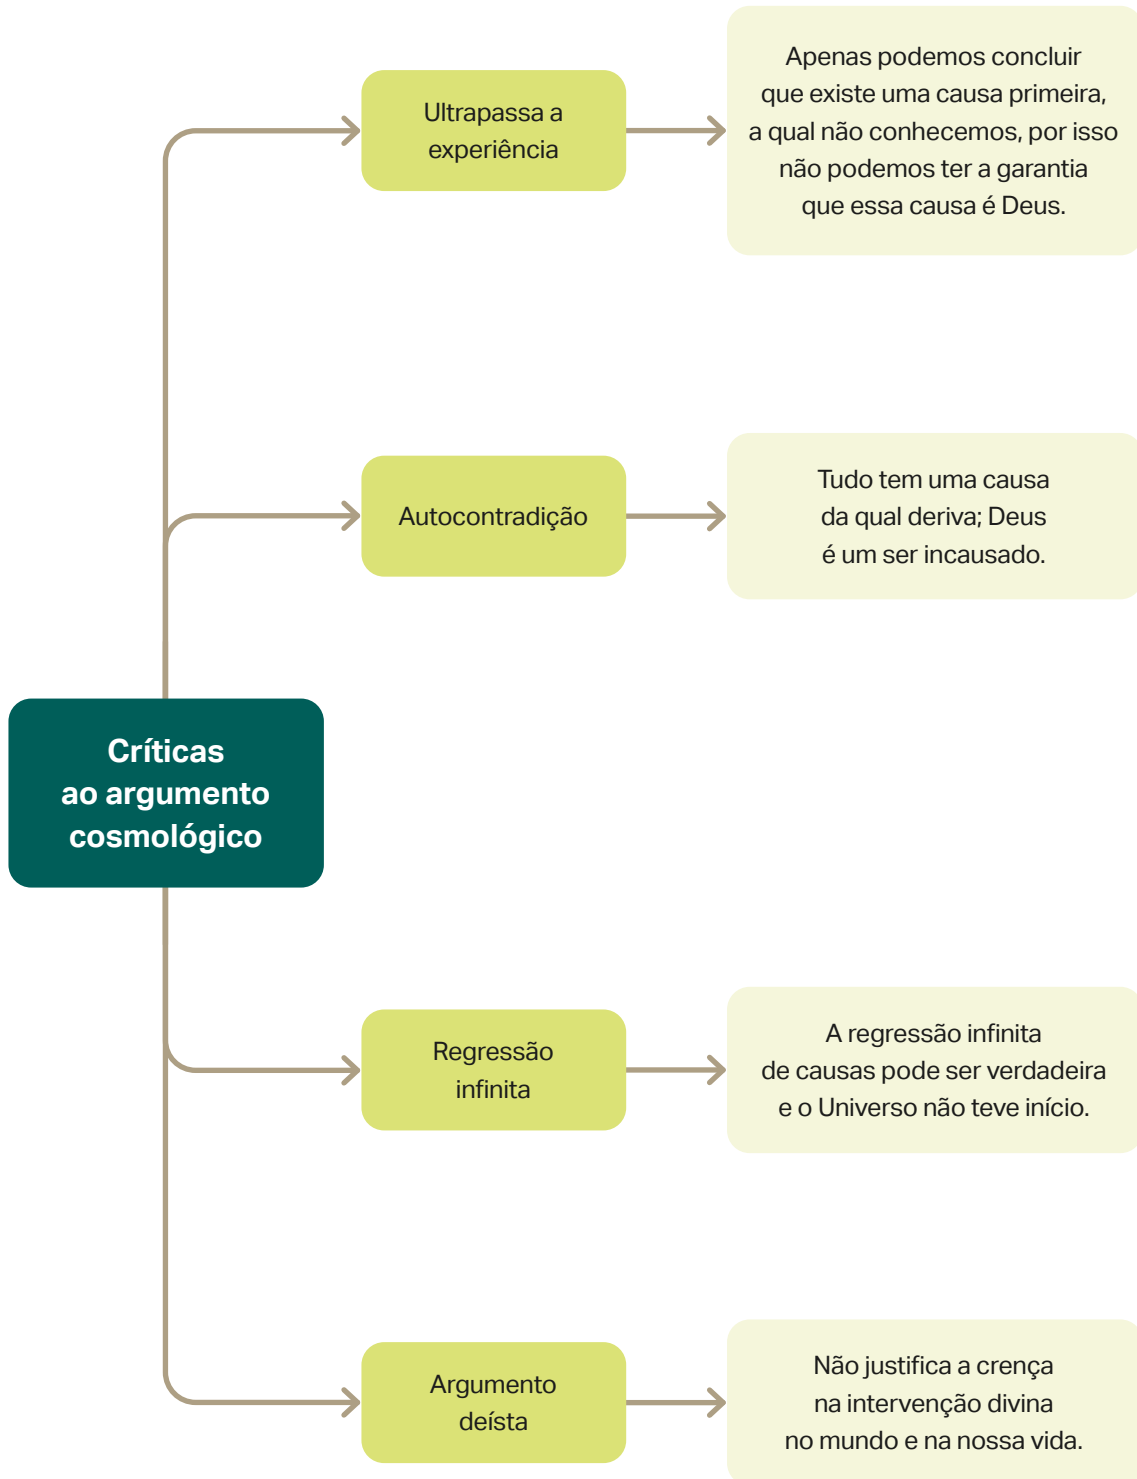 Ultrapassa a
experiência
Apenas podemos concluir
que existe uma causa primeira,
a qual não conhecemos, por isso
não podemos ter a garantia
que essa causa é Deus.
Autocontradição
Tudo tem uma causa
da qual deriva; Deus
é um ser incausado.
Críticas
ao argumento
cosmológico
Regressão
infinita
A regressão infinita
de causas pode ser verdadeira
e o Universo não teve início.
Argumento
deísta
Não justifica a crença
na intervenção divina
no mundo e na nossa vida.